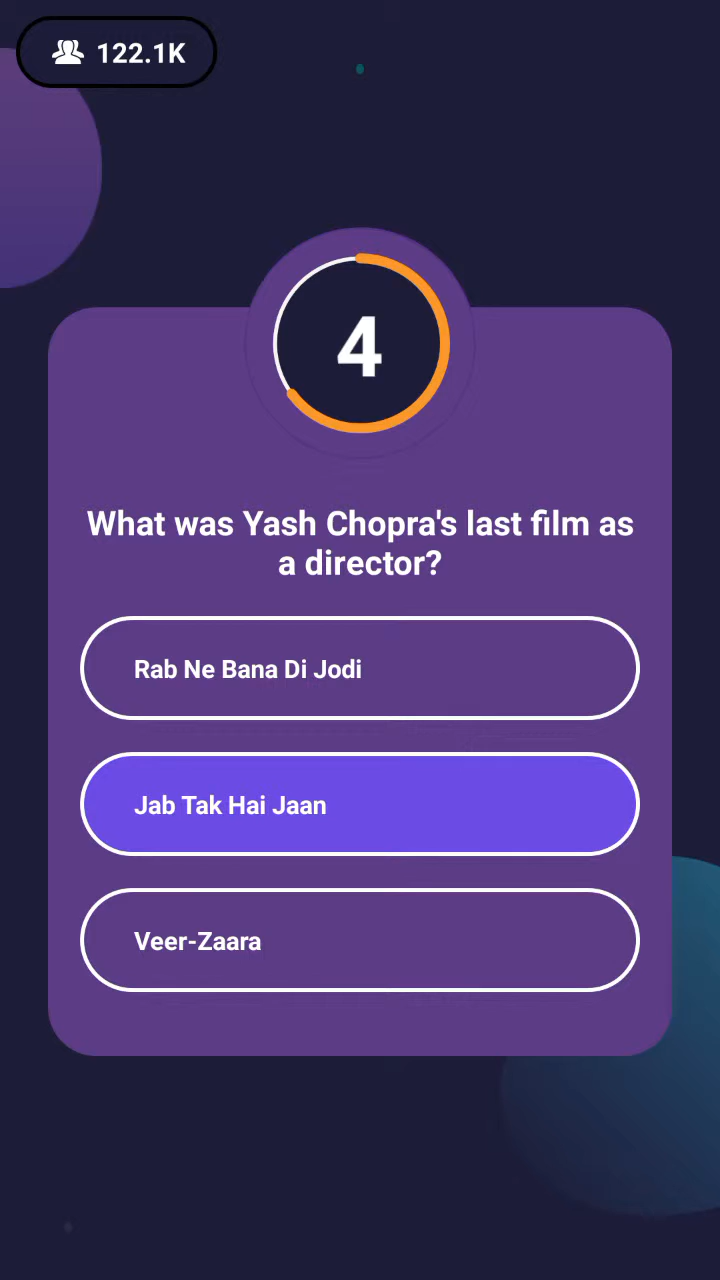 122.1K
4
What was Yash Chopra's last film as
a director?
Rab Ne Bana Di Jodi
Jab Tak Hai Jaan
Veer-Zaara